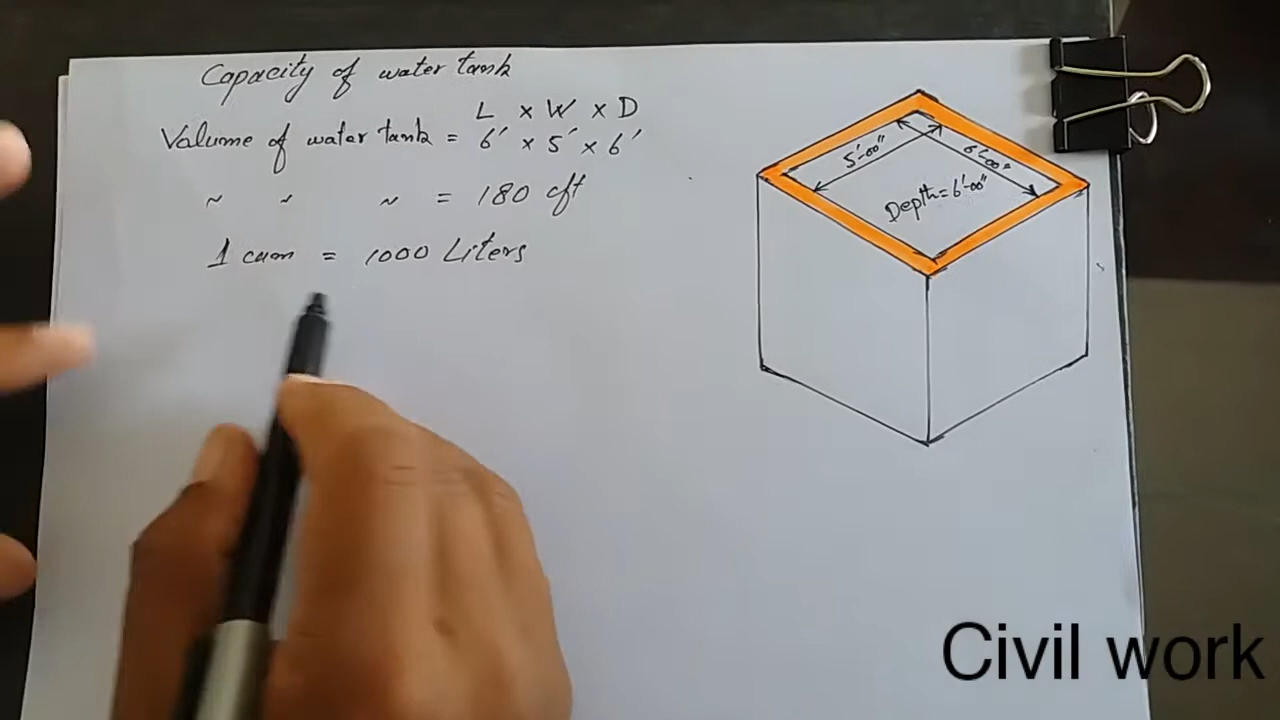 Capacity of water tank
L x W x D
Volume of water tank = 6' x 5' x 6'
~ ~ ~ = 180 cft
1 cum = 1000 Liters
5'-00"
6'-00"
Depth = 6'-00"
Civil work